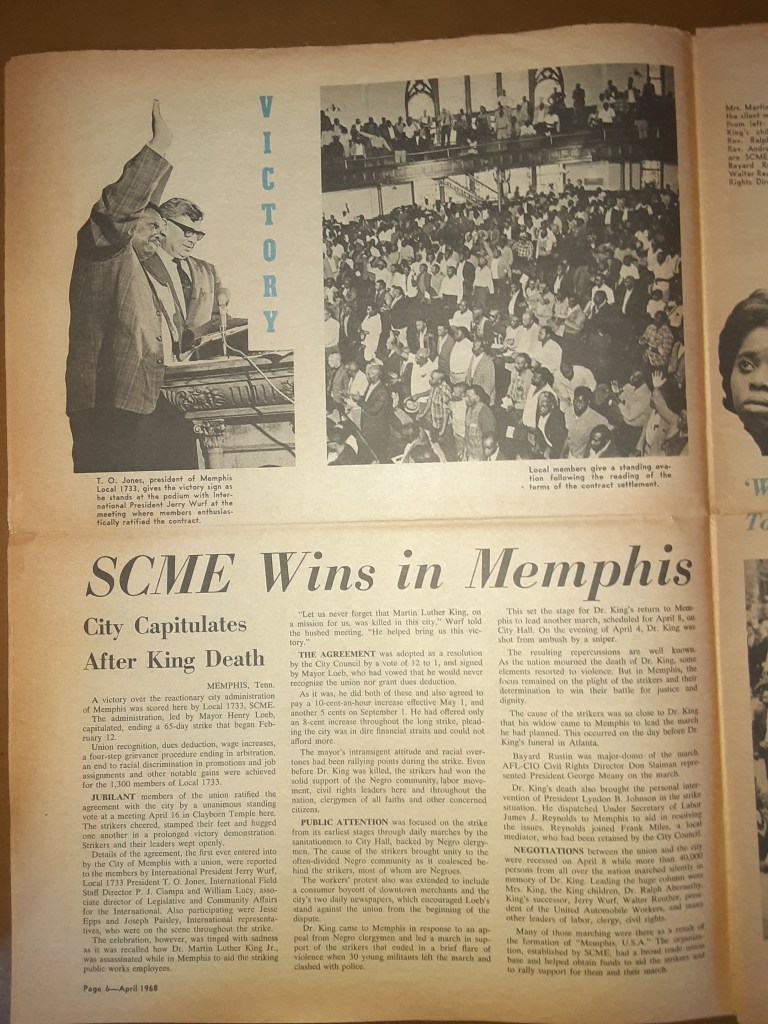 VICTORY
T. O. Jones, president of Memphis
Local 1733, gives the victory sign as
he stands at the podium with Inter-
national President Jerry Wurf at the
meeting where members enthusias-
tically ratified the contract.
Local members give a standing ova-
tion following the reading of the
terms of the contract settlement.
SCME Wins in Memphis
City Capitulates
After King Death
MEMPHIS, Tenn.
A victory over the reactionary city administration
of Memphis was scored here by Local 1733, SCME.
The administration, led by Mayor Henry Loeb,
capitulated, ending a 65-day strike that began Feb-
ruary 12.
Union recognition, dues deduction, wage increases,
a four-step grievance procedure ending in arbitration,
an end to racial discrimination in promotions and job
assignments and other notable gains were achieved
for the 1,300 members of Local 1733.
JUBILANT members of the union ratified the
agreement with the city by a unanimous standing
vote at a meeting April 16 in Clayborn Temple here.
The strikers cheered, stamped their feet and hugged
one another in a prolonged victory demonstration.
Strikers and their leaders wept openly.
Details of the agreement, the first ever entered into
by the City of Memphis with a union, were reported
to the members by International President Jerry Wurf,
Local 1733 President T. O. Jones, International Field
Staff Director P. J. Ciampa and William Lucy, asso-
ciate director of Legislative and Community Affairs
for the International. Also participating were Jesse
Epps and Joseph Paisley, International representa-
tives, who were on the scene throughout the strike.
The celebration, however, was tinged with sadness
as it was recalled how Dr. Martin Luther King Jr.,
was assassinated while in Memphis to aid the striking
public works employees.
"Let us never forget that Martin Luther King, on
a mission for us, was killed in this city," Wurf told
the hushed meeting. "He helped bring us this vic-
tory."
THE AGREEMENT was adopted as a resolution
by the City Council by a vote of 12 to 1, and signed
by Mayor Loeb, who had vowed that he would never
recognize the union nor grant dues deduction.
As it was, he did both of these and also agreed to
pay a 10-cent-an-hour increase effective May 1, and
another 5 cents on September 1. He had offered only
an 8-cent increase throughout the long strike, plead-
ing the city was in dire financial straits and could not
afford more.
The mayor's intransigent attitude and racial over-
tones had been rallying points during the strike. Even
before Dr. King was killed, the strikers had won the
solid support of the Negro community, labor move-
ment, civil rights leaders here and throughout the
nation, clergymen of all faiths and other concerned
citizens.
PUBLIC ATTENTION was focused on the strike
from its earliest stages through daily marches by the
sanitationmen to City Hall, backed by Negro clergy-
men. The cause of the strikers brought unity to the
often-divided Negro community as it coalesced be-
hind the strikers, most of whom are Negroes.
The workers' protest also was extended to include
a consumer boycott of downtown merchants and the
city's two daily newspapers, which encouraged Loeb's
stand against the union from the beginning of the
dispute.
Dr. King came to Memphis in response to an ap-
peal from Negro clergymen and led a march in sup-
port of the strikers that ended in a brief flare of
violence when 30 young militants left the march and
clashed with police.
This set the stage for Dr. King's return to Mem-
phis to lead another march, scheduled for April 8, on
City Hall. On the evening of April 4, Dr. King was
shot from ambush by a sniper.
The resulting repercussions are well known.
As the nation mourned the death of Dr. King, some
elements resorted to violence. But in Memphis, the
focus remained on the plight of the strikers and their
determination to win their battle for justice and
dignity.
The cause of the strikers was so close to Dr. King
that his widow came to Memphis to lead the march
he had planned. This occurred on the day before Dr.
King's funeral in Atlanta.
Bayard Rustin was major-domo of the march.
AFL-CIO Civil Rights Director Don Slaiman repre-
sented President George Meany on the march.
Dr. King's death also brought the personal inter-
vention of President Lyndon B. Johnson in the strike
situation. He dispatched Under Secretary of Labor
James J. Reynolds to Memphis to aid in resolving
the issues. Reynolds joined Frank Miles, a local
mediator, who had been retained by the City Council.
NEGOTIATIONS between the union and the city
were recessed on April 8 while more than 40,000
persons from all over the nation marched silently in
memory of Dr. King. Leading the huge column were
Mrs. King, the King children, Dr. Ralph Abernathy,
King's successor, Jerry Wurf, Walter Reuther, presi-
dent of the United Automobile Workers, and many
other leaders of labor, clergy, civil rights.
Many of those marching were there as a result of
the formation of "Memphis, U.S.A." The organiza-
tion, established by SCME, had a broad trade union
base and helped obtain funds to aid the strikers and
to rally support for them and their march.
Page 6—April 1968
Mrs. Martin
the silent m
From left:
King's chil
Rev. Ralp
Rev. Andre
are SCME
Bayard R
Walter Reu
Rights Dir
'W
To